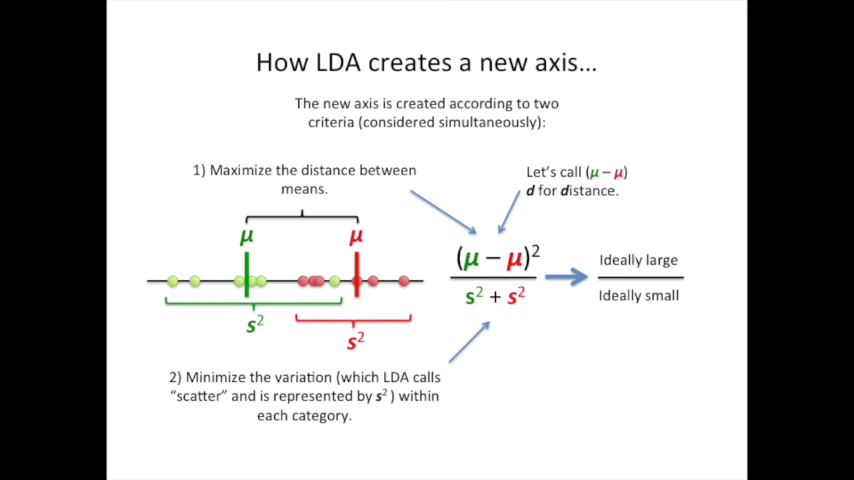 How LDA creates a new axis...
The new axis is created according to two
criteria (considered simultaneously):
1) Maximize the distance between
means.
Let's call (μ – μ)
d for distance.
μ
μ
(μ – μ)²
s² + s²
Ideally large
Ideally small
s²
s²
2) Minimize the variation (which LDA calls
"scatter" and is represented by s² ) within
each category.